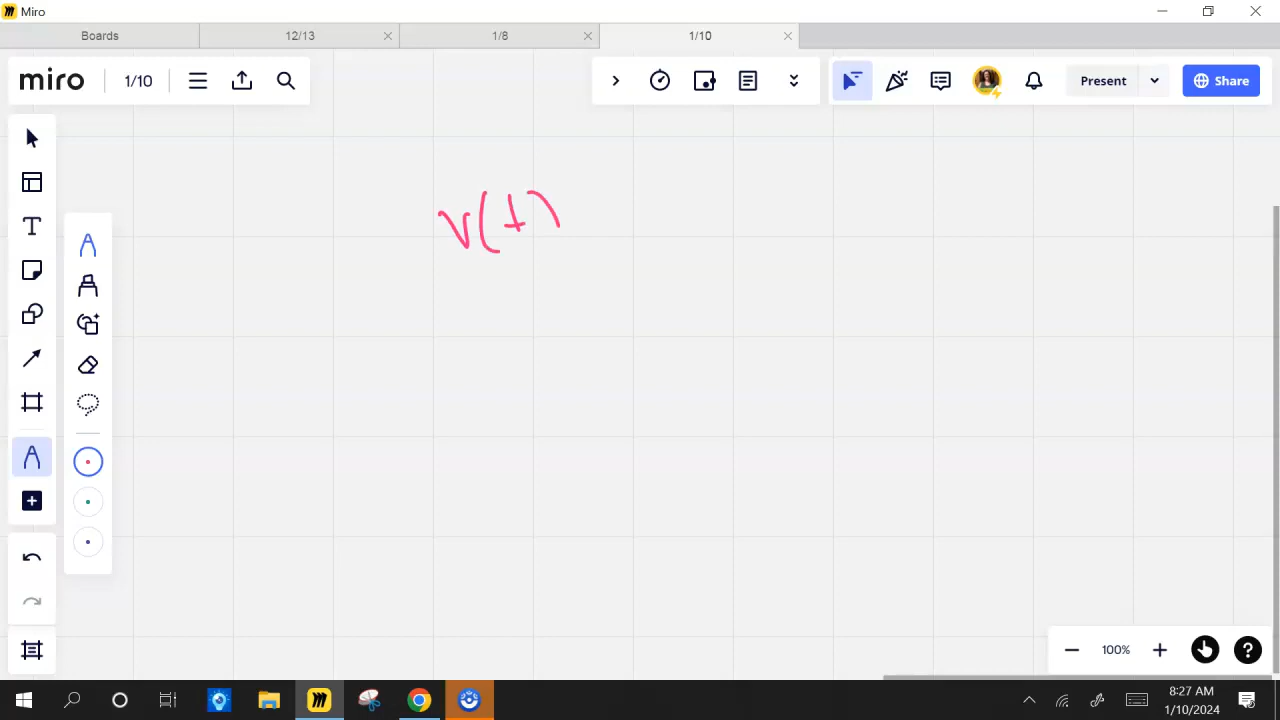 Miro
Boards
12/13
1/8
1/10
miro
1/10
Present
Share
v(t)
T
100%
?
8:27 AM
1/10/2024